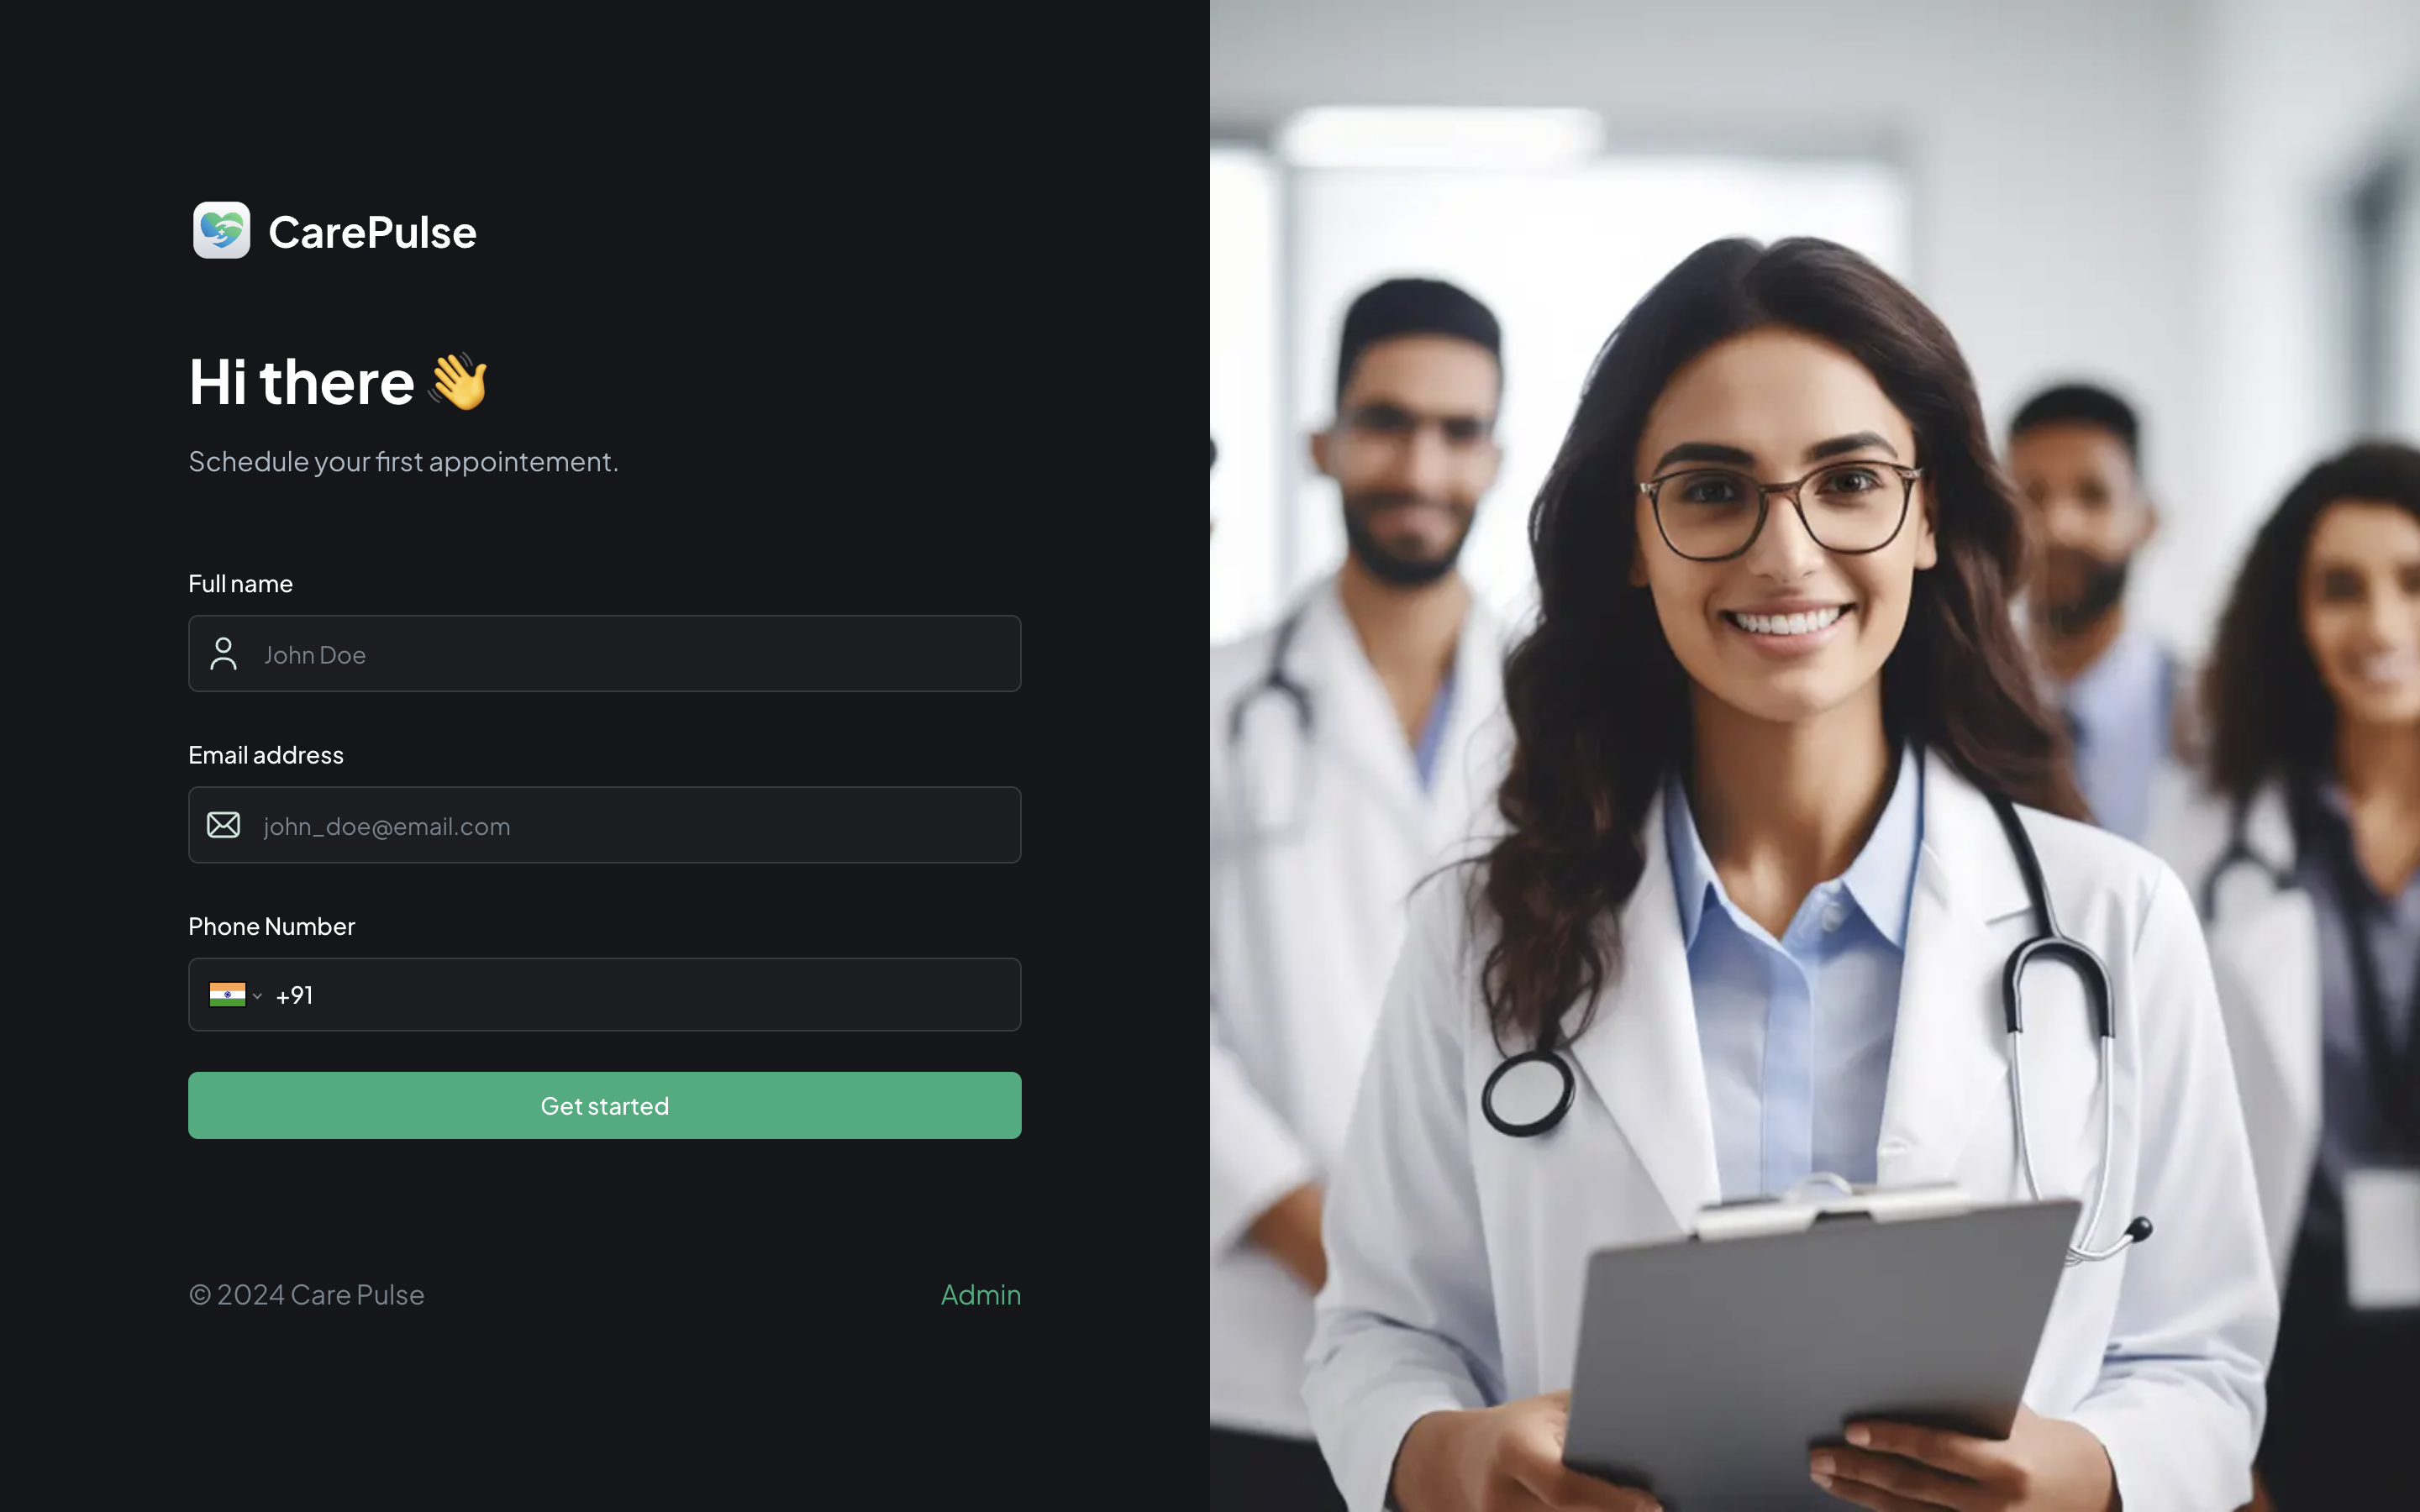 CarePulse
Hi there 👋
Schedule your first appointement.
Full name
John Doe
Email address
john_doe@email.com
Phone Number
+91
Get started
© 2024 Care Pulse
Admin